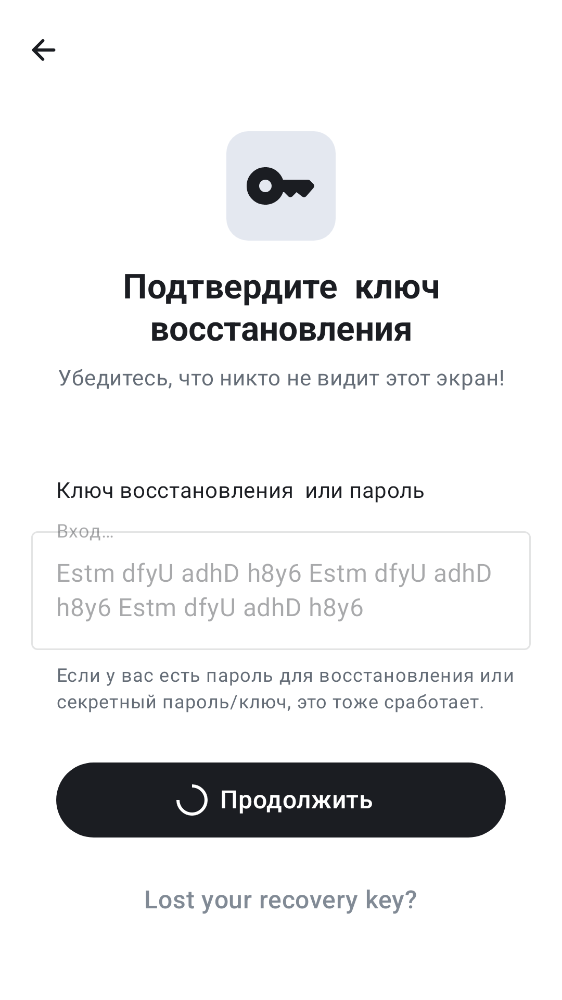 Подтвердите ключ
восстановления
Убедитесь, что никто не видит этот экран!
Ключ восстановления или пароль
Вход…
Estm dfyU adhD h8y6 Estm dfyU adhD
h8y6 Estm dfyU adhD h8y6
Если у вас есть пароль для восстановления или
секретный пароль/ключ, это тоже сработает.
Продолжить
Lost your recovery key?